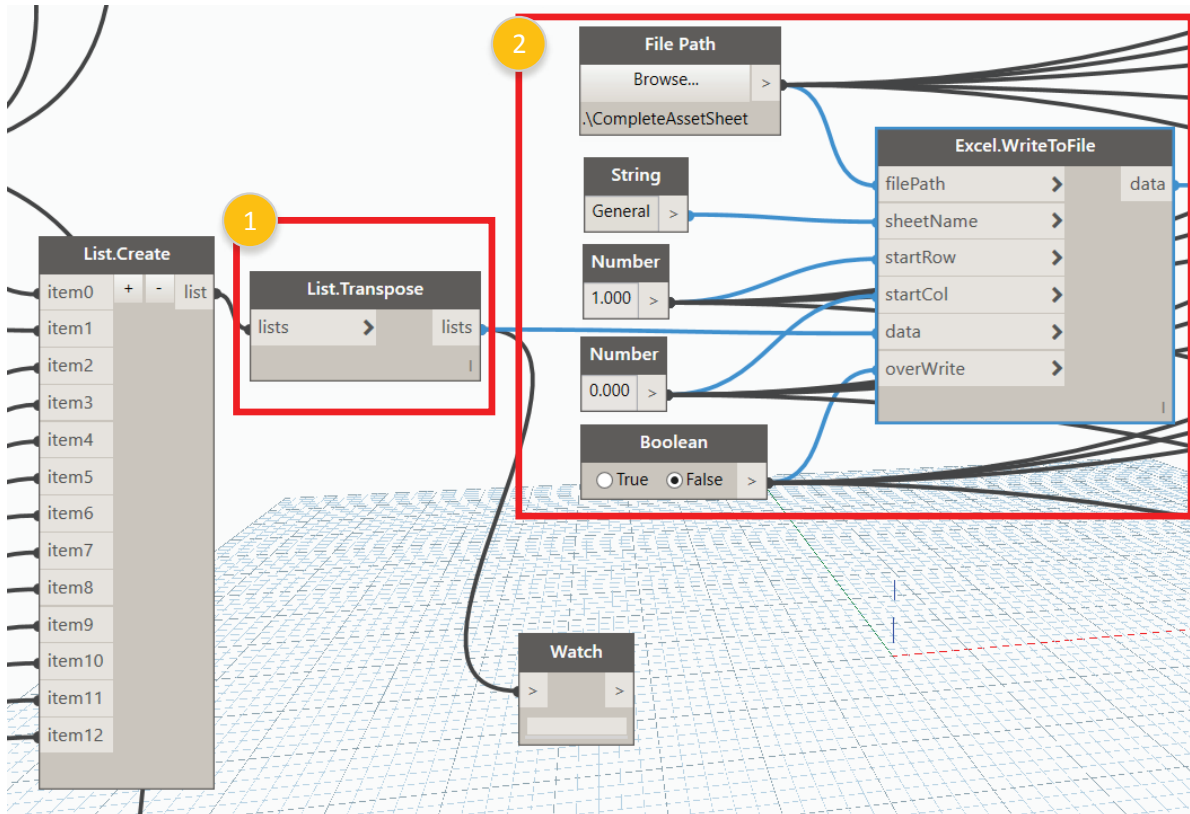 List.Create
item0 + - list
item1
item2
item3
item4
item5
item6
item7
item8
item9
item10
item11
item12
1
List.Transpose
lists > lists
l
2
File Path
Browse... >
.\CompleteAssetSheet
String
General >
Number
1.000 >
Number
0.000 >
Boolean
True False >
Excel.WriteToFile
filePath > data
sheetName >
startRow >
startCol >
data >
overWrite >
l
Watch
> >